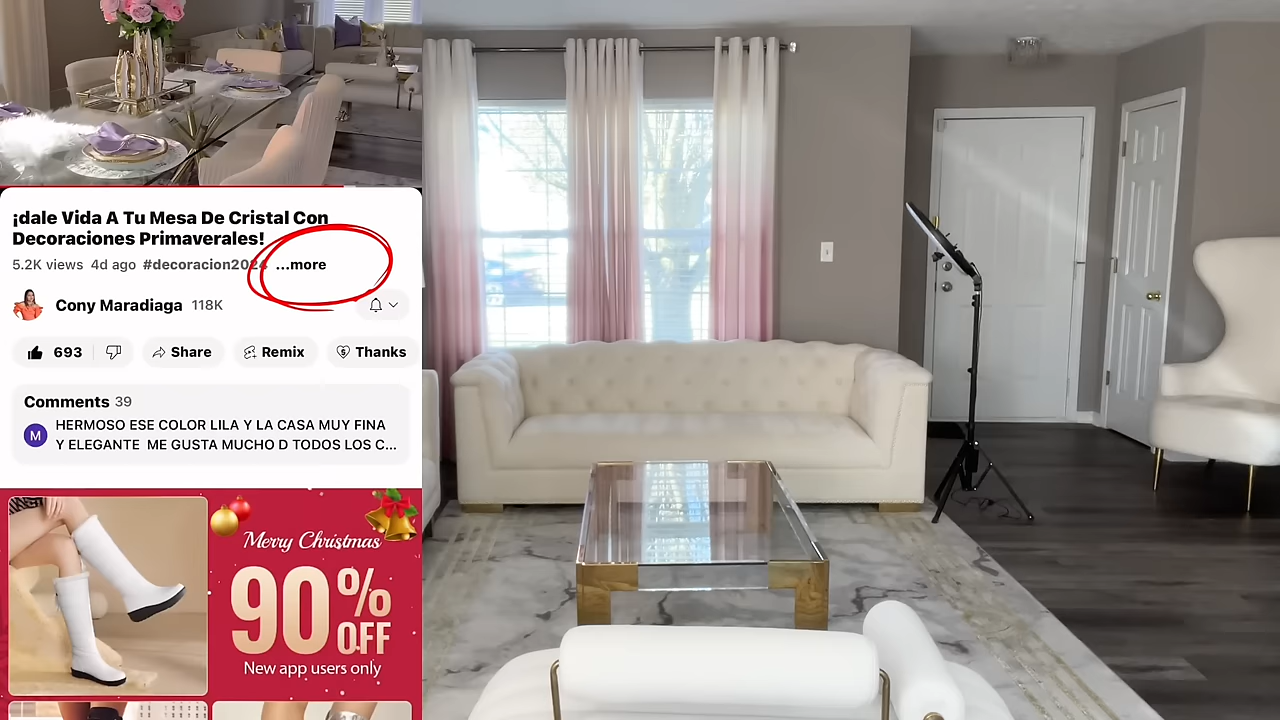 ¡dale Vida A Tu Mesa De Cristal Con
Decoraciones Primaverales!
5.2K views 4d ago #decoracion2024 ...more
Cony Maradiaga 118K
693 Share Remix Thanks
Comments 39
M
HERMOSO ESE COLOR LILA Y LA CASA MUY FINA
Y ELEGANTE ME GUSTA MUCHO D TODOS LOS C...
Merry Christmas
90%
OFF
New app users only